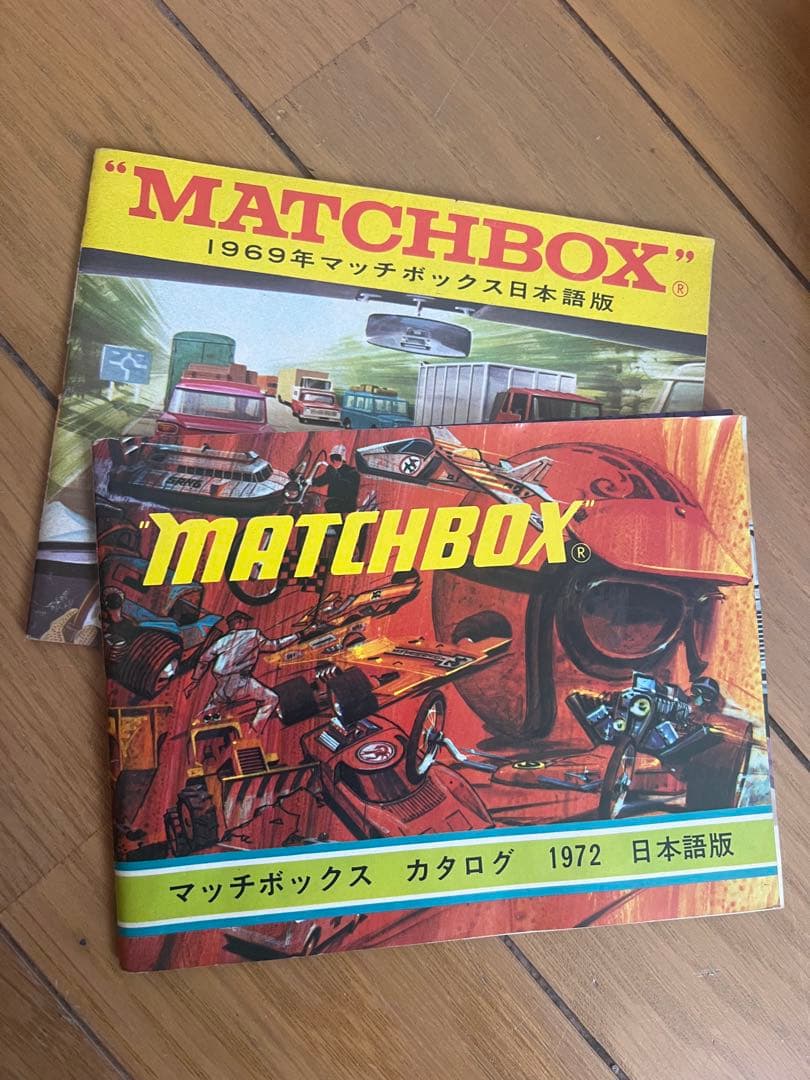 "MATCHBOX"®
1969年マッチボックス日本語版
SRN6
"MATCHBOX"®
マッチボックス カタログ 1972 日本語版